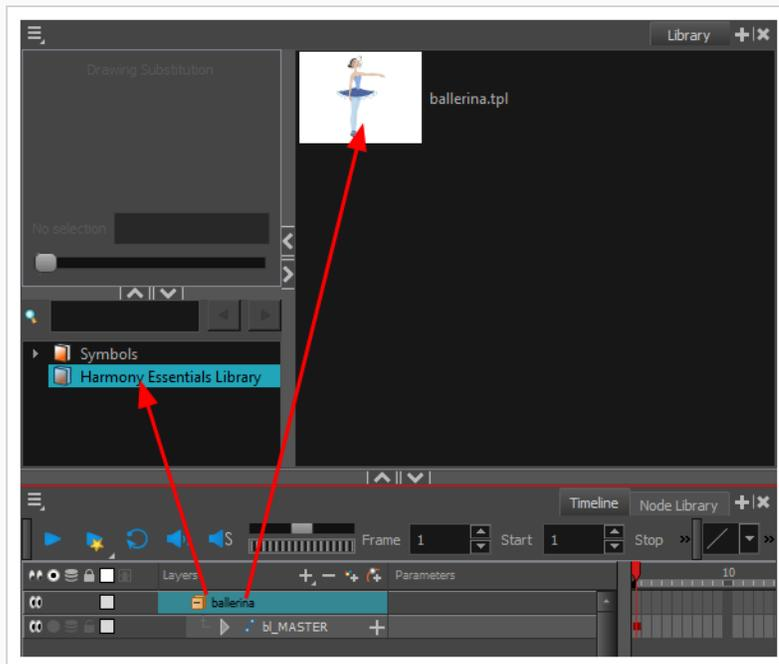 Library
Drawing Substitution
ballerina.tpl
No selection
Symbols
Harmony Essentials Library
Timeline Node Library
S Frame 1 Start 1 Stop » »
Layers Parameters 10
ballerina
bl_MASTER